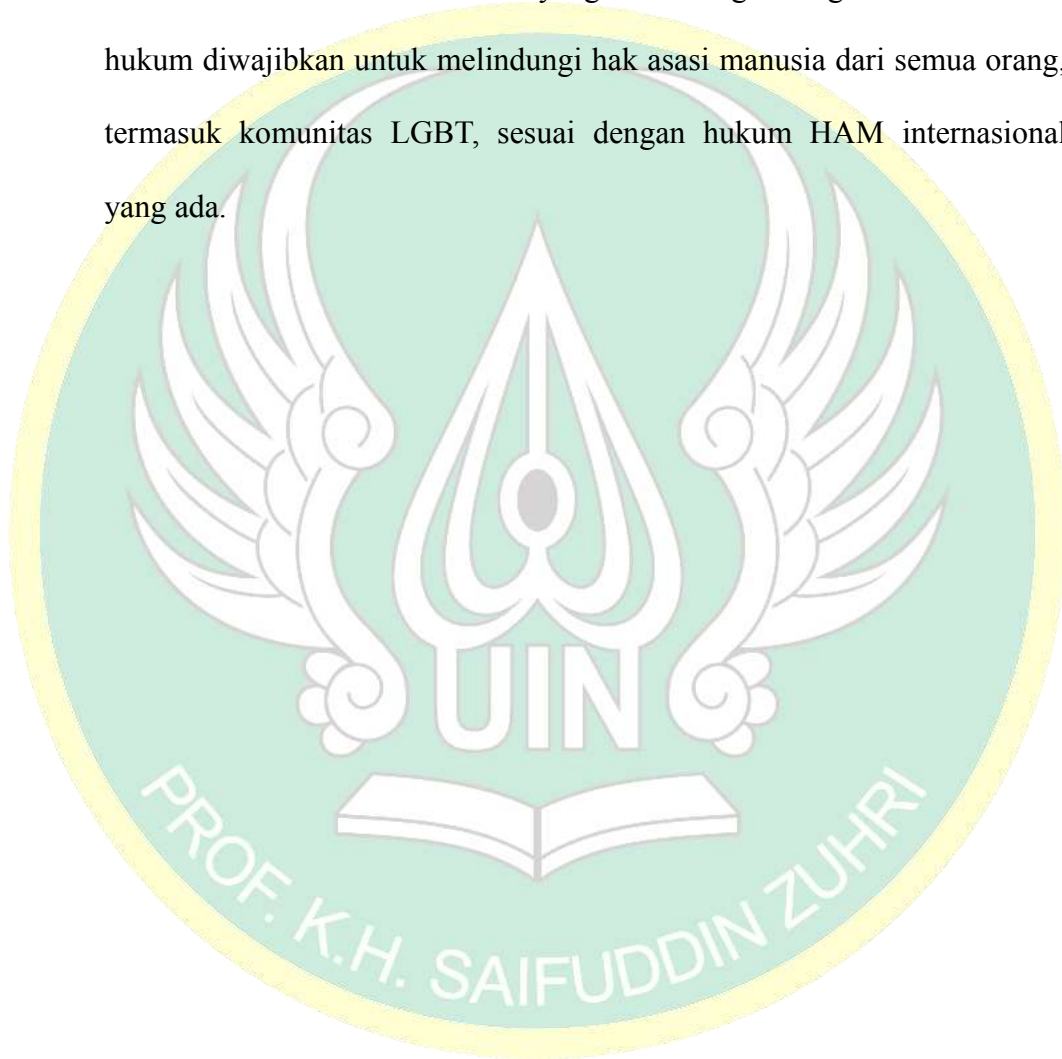 hukum diwajibkan untuk melindungi hak asasi manusia dari semua orang,
termasuk komunitas LGBT, sesuai dengan hukum HAM internasional
yang ada.
UIN
PROF. K.H. SAIFUDDIN ZUHRI